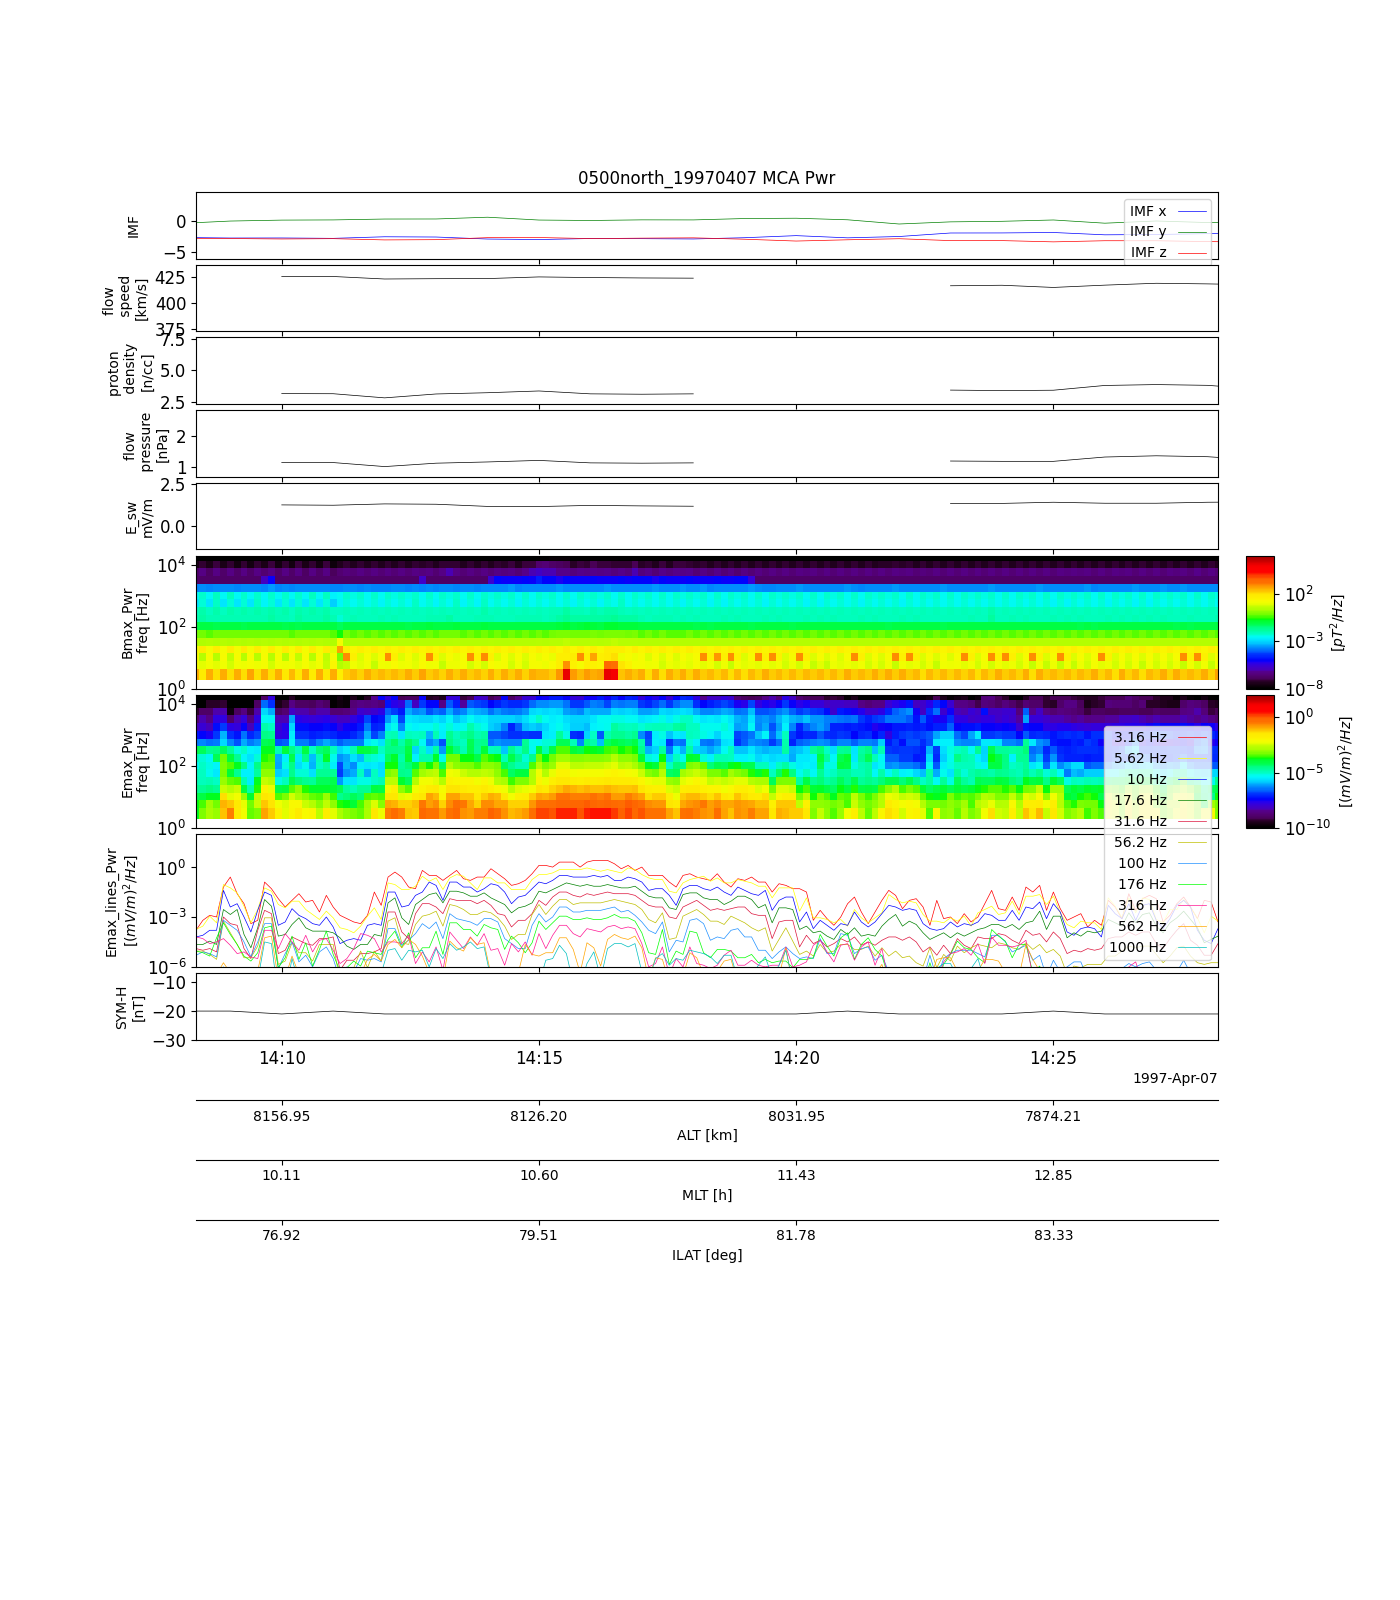 0500north_19970407 MCA Pwr
IMF
0
−5
IMF x
IMF y
IMF z
flow
speed
[km/s]
425
400
375
proton
density
[n/cc]
7.5
5.0
2.5
flow
pressure
[nPa]
2
1
E_sw
mV/m
2.5
0.0
Bmax_Pwr
freq [Hz]
10^4
10^2
10^0
10^2
10^−3
10^−8
[pT^2/Hz]
Emax_Pwr
freq [Hz]
10^4
10^2
10^0
10^0
10^−5
10^−10
[(mV/m)^2/Hz]
3.16 Hz
5.62 Hz
10 Hz
17.6 Hz
31.6 Hz
56.2 Hz
100 Hz
176 Hz
316 Hz
562 Hz
1000 Hz
Emax_lines_Pwr
[(mV/m)^2/Hz]
10^0
10^−3
10^−6
SYM-H
[nT]
−10
−20
−30
14:10 14:15 14:20 14:25
1997-Apr-07
8156.95 8126.20 8031.95 7874.21
ALT [km]
10.11 10.60 11.43 12.85
MLT [h]
76.92 79.51 81.78 83.33
ILAT [deg]